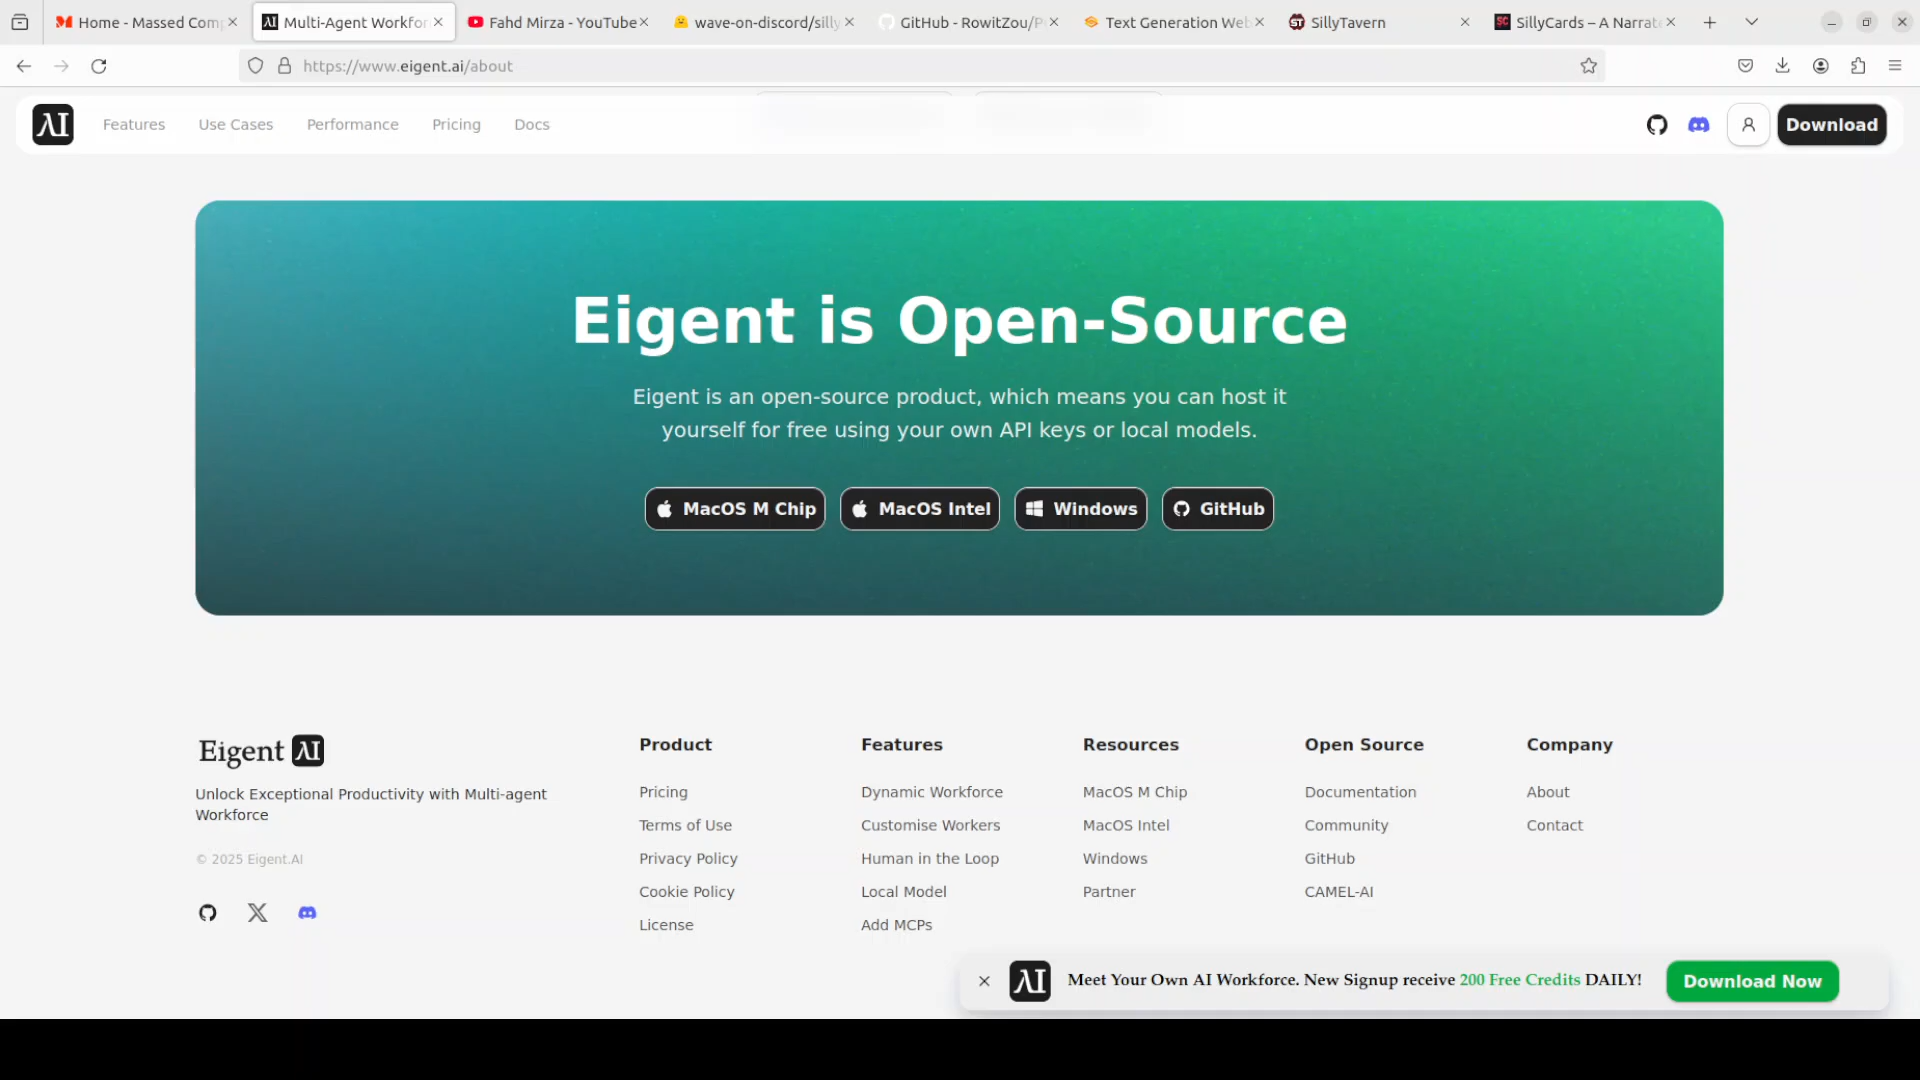 Home - Massed Comp
Multi-Agent Workfor
Fahd Mirza - YouTube
wave-on-discord/silly
GitHub - RowitZou/P
Text Generation Web
SillyTavern
SillyCards – A Narrat
https://www.eigent.ai/about
Features
Use Cases
Performance
Pricing
Docs
Download
Eigent is Open-Source
Eigent is an open-source product, which means you can host it
yourself for free using your own API keys or local models.
MacOS M Chip
MacOS Intel
Windows
GitHub
Eigent AI
Unlock Exceptional Productivity with Multi-agent
Workforce
© 2025 Eigent.AI
Product
Pricing
Terms of Use
Privacy Policy
Cookie Policy
License
Features
Dynamic Workforce
Customise Workers
Human in the Loop
Local Model
Add MCPs
Resources
MacOS M Chip
MacOS Intel
Windows
Partner
Open Source
Documentation
Community
GitHub
CAMEL-AI
Company
About
Contact
Meet Your Own AI Workforce. New Signup receive 200 Free Credits DAILY!
Download Now